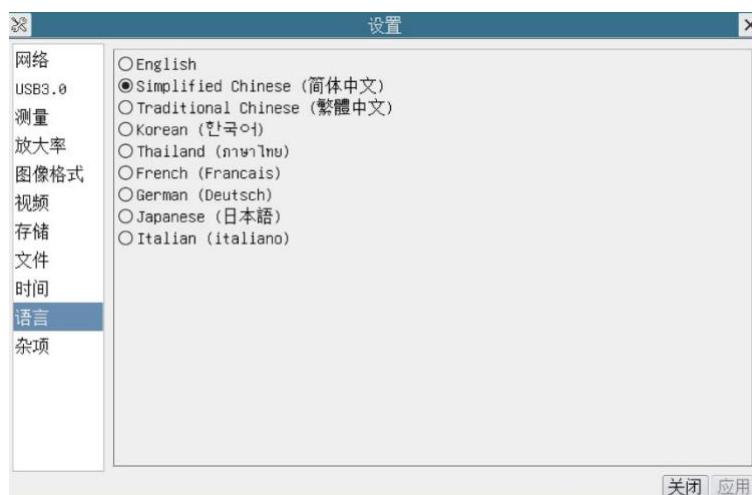 设置
网络
USB3.0
测量
放大率
图像格式
视频
存储
文件
时间
语言
杂项
English
Simplified Chinese (简体中文)
Traditional Chinese (繁體中文)
Korean (한국어)
Thailand (ภาษาไทย)
French (Francais)
German (Deutsch)
Japanese (日本語)
Italian (italiano)
关闭 应用